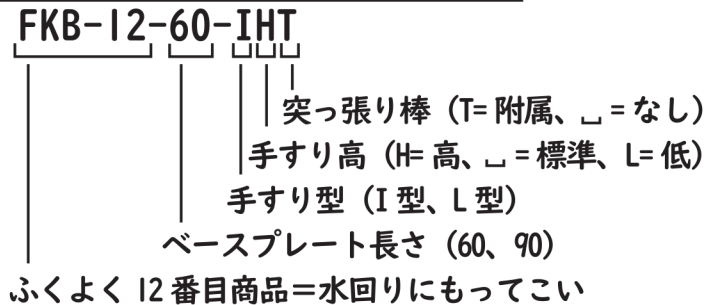 FKB-12-60-IHT
突っ張り棒（T=附属、␣=なし）
手すり高（H=高、␣=標準、L=低）
手すり型（I型、L型）
ベースプレート長さ（60、90）
ふくよく12番目商品＝水回りにもってこい